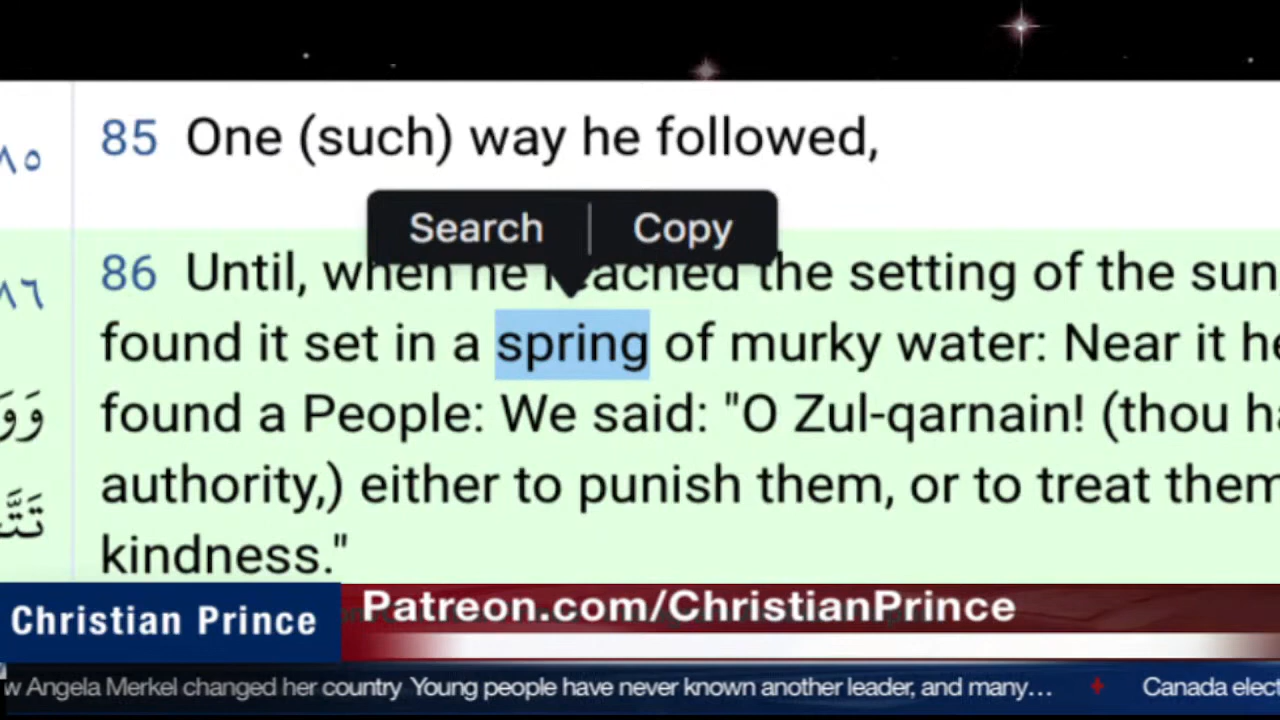 ٨٥
85 One (such) way he followed,
Search
Copy
٨٦
86 Until, when he reached the setting of the sun
found it set in a spring of murky water: Near it he
found a People: We said: "O Zul-qarnain! (thou ha
authority,) either to punish them, or to treat them
kindness."
Christian Prince
Patreon.com/ChristianPrince
w Angela Merkel changed her country Young people have never known another leader, and many… Canada elect